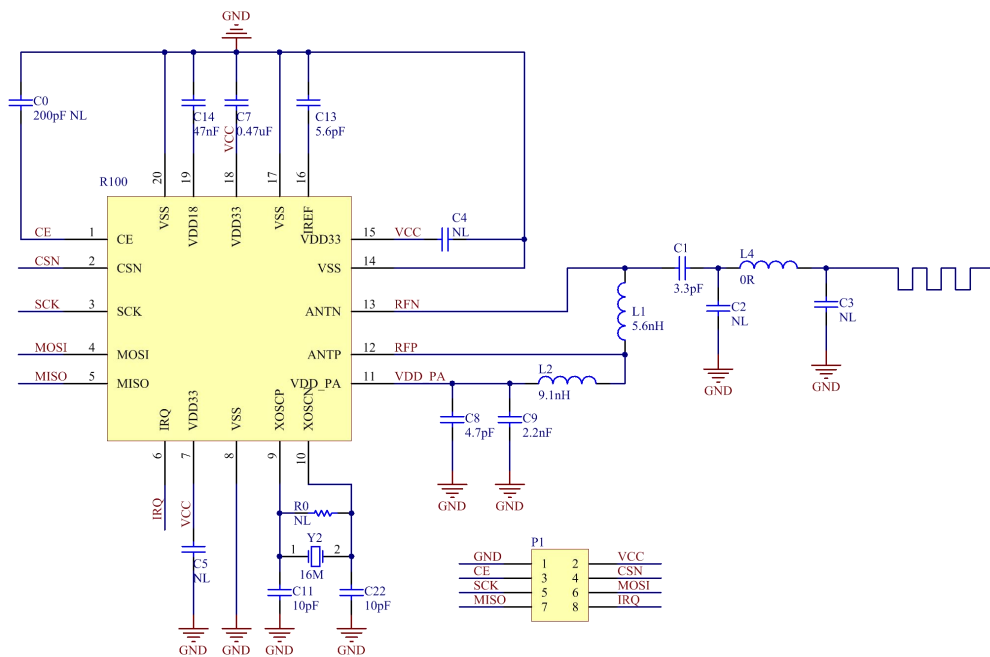 GND
C0
200pF NL
C14
47nF
C7
0.47uF
VCC
C13
5.6pF
R100
20
19
18
17
16
VSS
VDD18
VDD33
VSS
IREF
C4
NL
CE
1
CE
VDD33
15
VCC
CSN
2
CSN
VSS
14
SCK
3
SCK
ANTN
13
RFN
MOSI
4
MOSI
ANTP
12
RFP
MISO
5
MISO
VDD_PA
11
VDD_PA
C1
3.3pF
L4
0R
C2
NL
C3
NL
GND
GND
L1
5.6nH
L2
9.1nH
C8
4.7pF
C9
2.2nF
GND
GND
IRQ
VDD33
VSS
XOSCP
XOSCN
6
7
8
9
10
IRQ
VCC
C5
NL
R0
NL
Y2
1
2
16M
C11
10pF
C22
10pF
GND
GND
GND
GND
P1
GND
1
2
VCC
CE
3
4
CSN
SCK
5
6
MOSI
MISO
7
8
IRQ